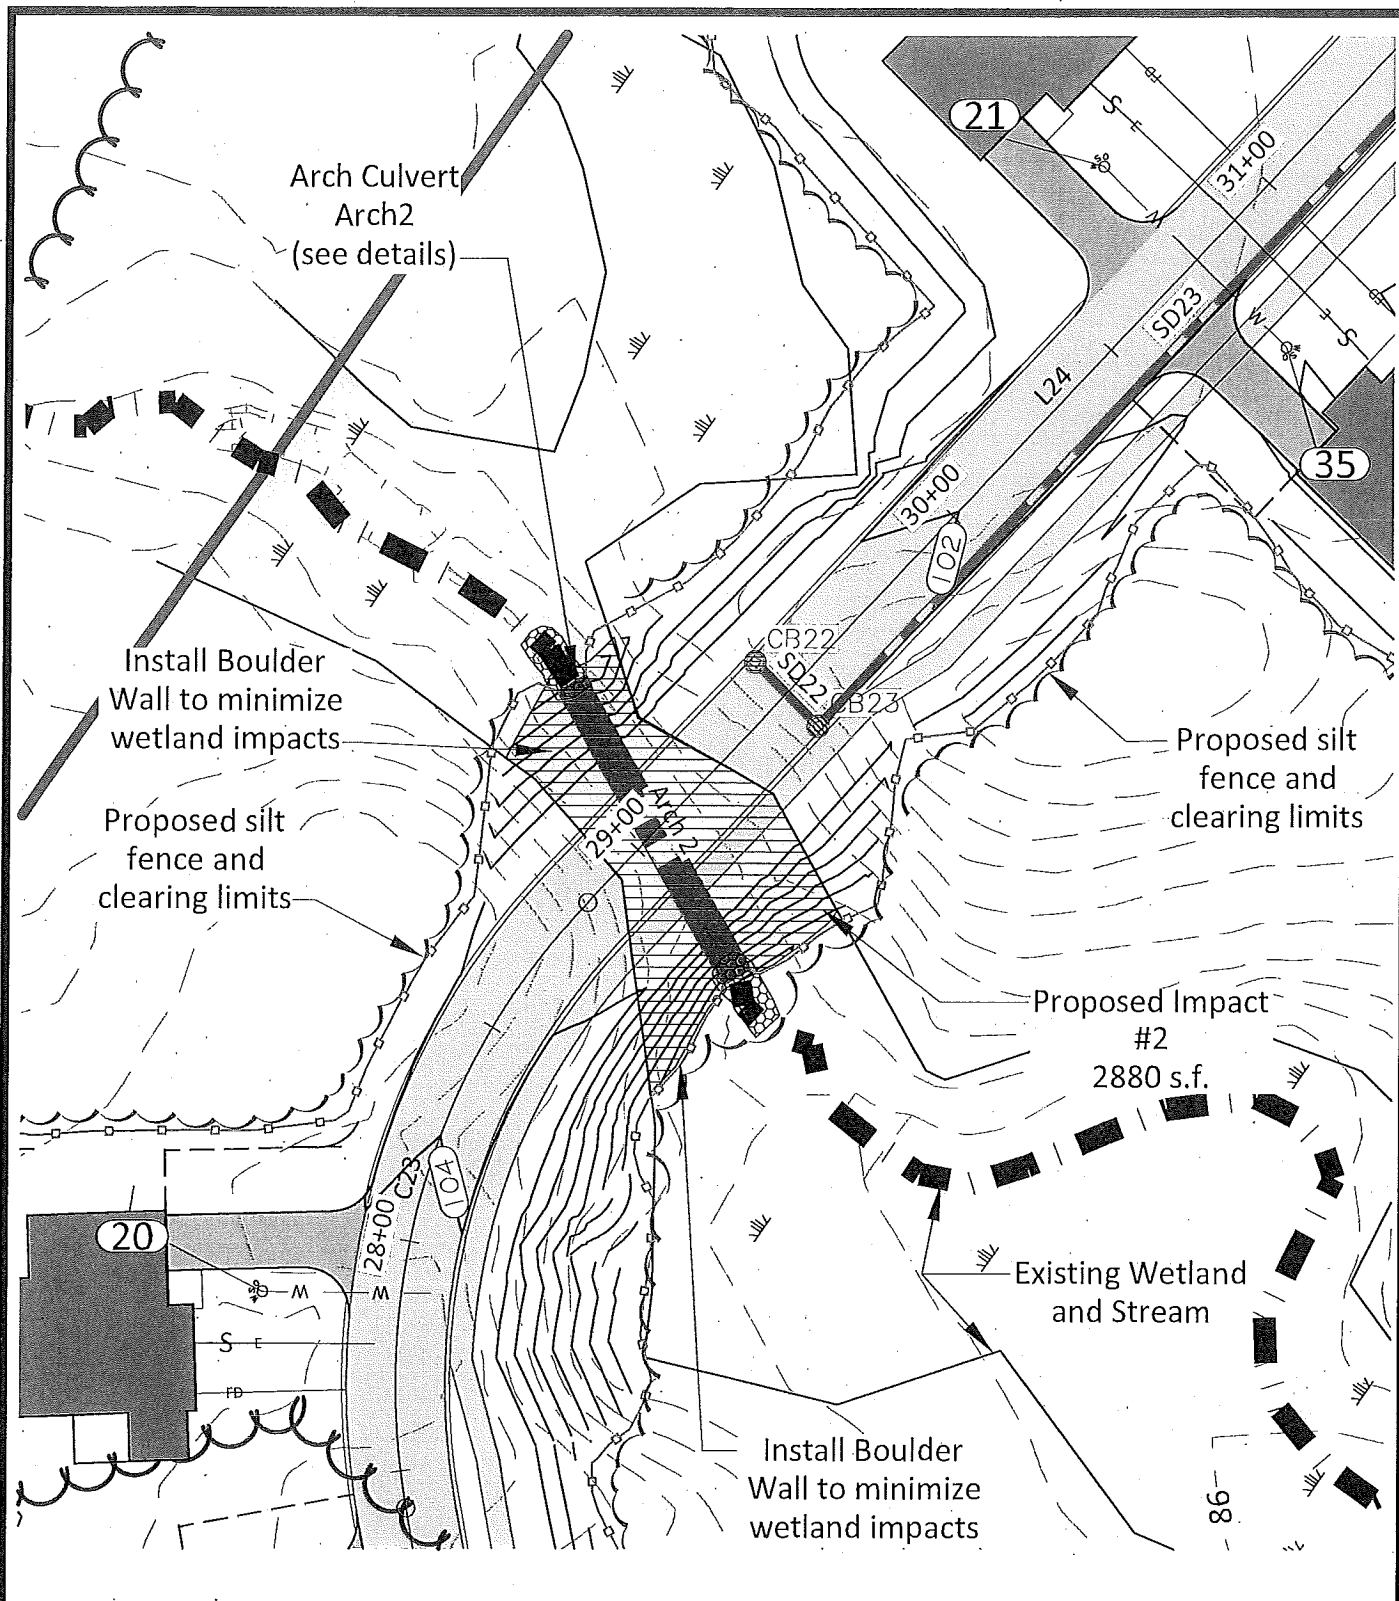 21
31+00
Arch Culvert
Arch2
(see details)
SD23
L24
35
30+00
102
CB22
SD22
CB23
Install Boulder
Wall to minimize
wetland impacts
Arch 2
29+00
Proposed silt
fence and
clearing limits
Proposed silt
fence and
clearing limits
Proposed Impact
#2
2880 s.f.
C23
104
28+00
20
W W
S E
FD
Existing Wetland
and Stream
Install Boulder
Wall to minimize
wetland impacts
98